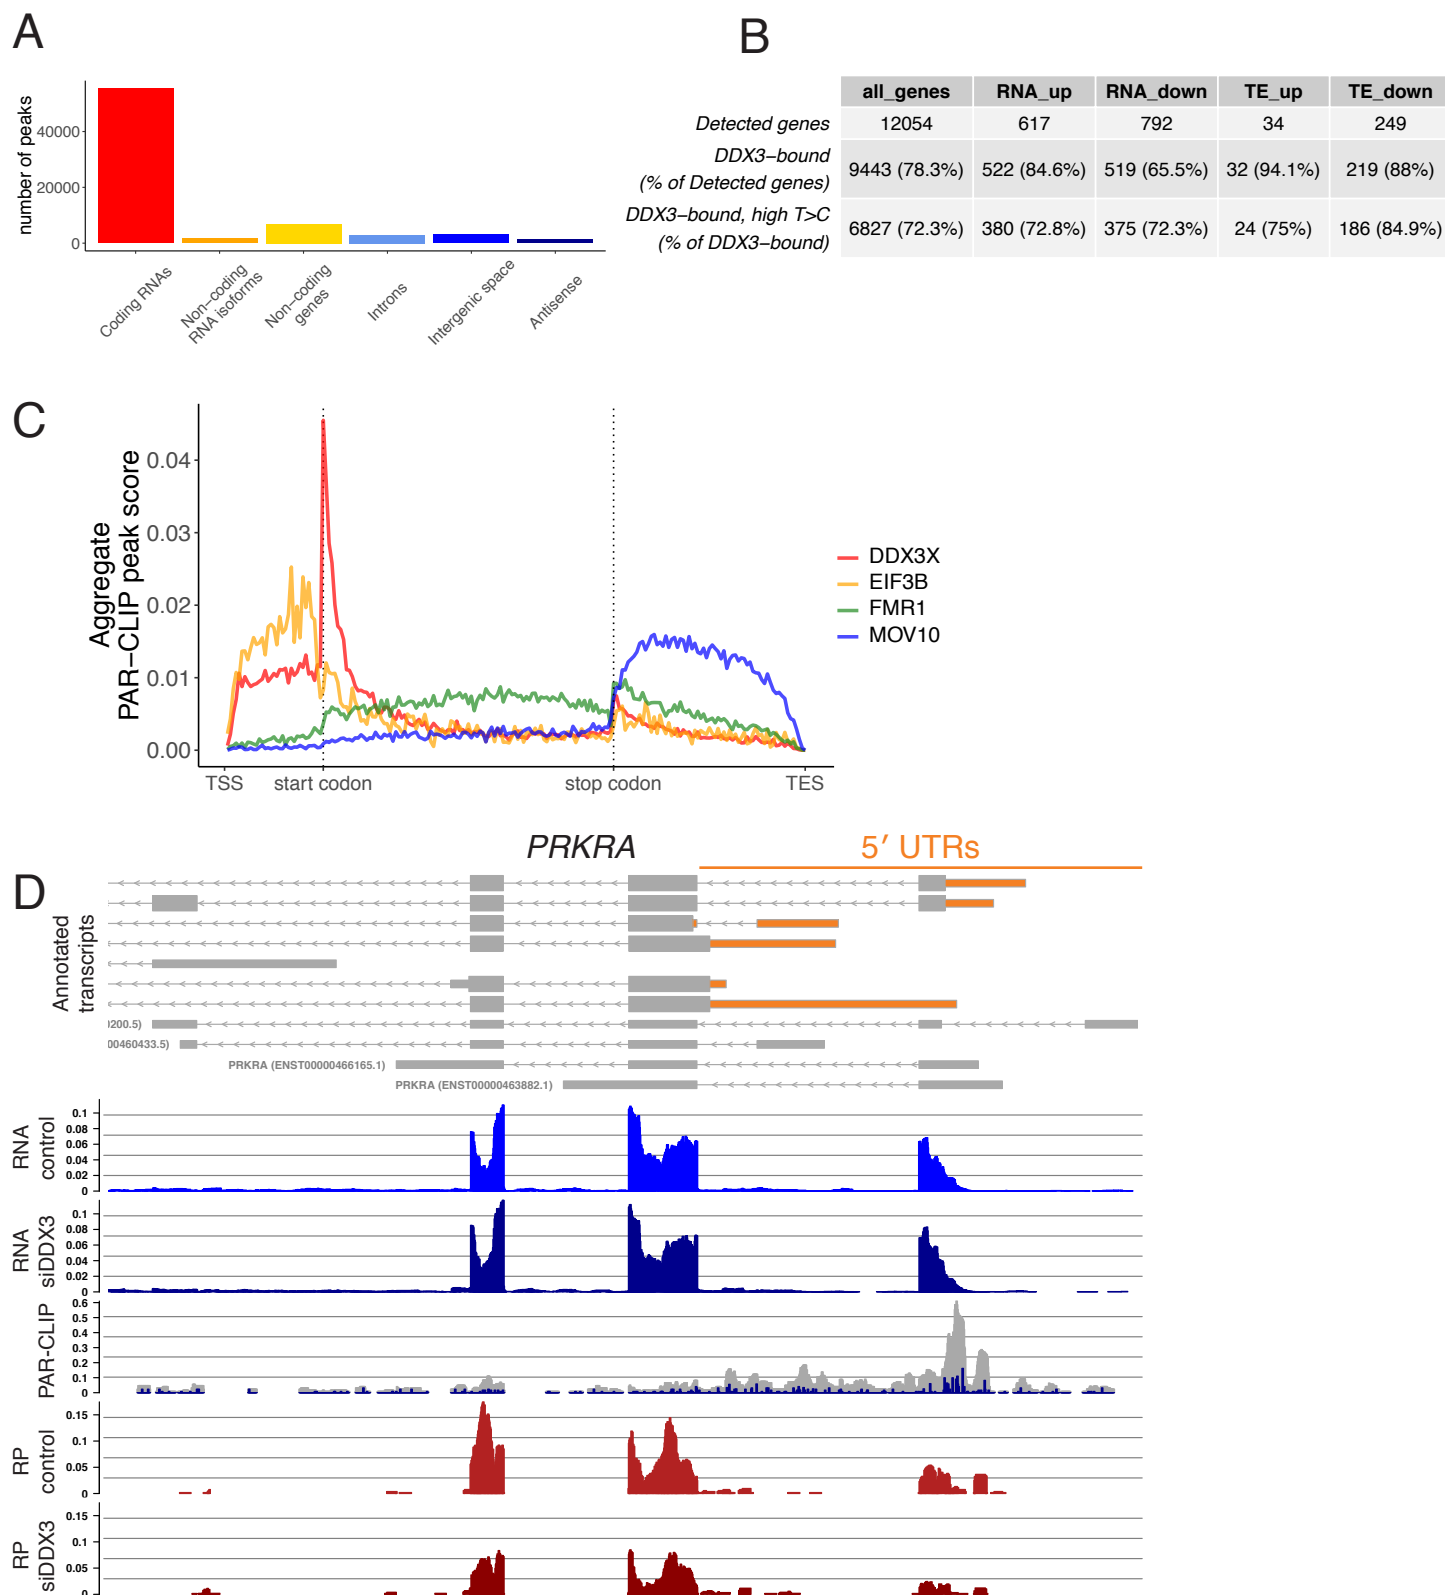 A
number of peaks
40000
20000
0
Coding RNAs
Non−coding
RNA isoforms
Non−coding
genes
Introns
Intergenic space
Antisense
B
all_genes RNA_up RNA_down TE_up TE_down
Detected genes 12054 617 792 34 249
DDX3−bound
(% of Detected genes) 9443 (78.3%) 522 (84.6%) 519 (65.5%) 32 (94.1%) 219 (88%)
DDX3−bound, high T>C
(% of DDX3−bound) 6827 (72.3%) 380 (72.8%) 375 (72.3%) 24 (75%) 186 (84.9%)
C
Aggregate
PAR−CLIP peak score
0.04
0.03
0.02
0.01
0.00
TSS start codon stop codon TES
DDX3X
EIF3B
FMR1
MOV10
D
PRKRA 5′ UTRs
Annotated
transcripts
0200.5)
00460433.5)
PRKRA (ENST00000466165.1)
PRKRA (ENST00000463882.1)
RNA
control
0.1
0.08
0.06
0.04
0.02
0
RNA
siDDX3
0.1
0.08
0.06
0.04
0.02
0
PAR-CLIP
0.6
0.5
0.4
0.3
0.2
0.1
0
RP
control
0.15
0.1
0.05
0
RP
siDDX3
0.15
0.1
0.05
0